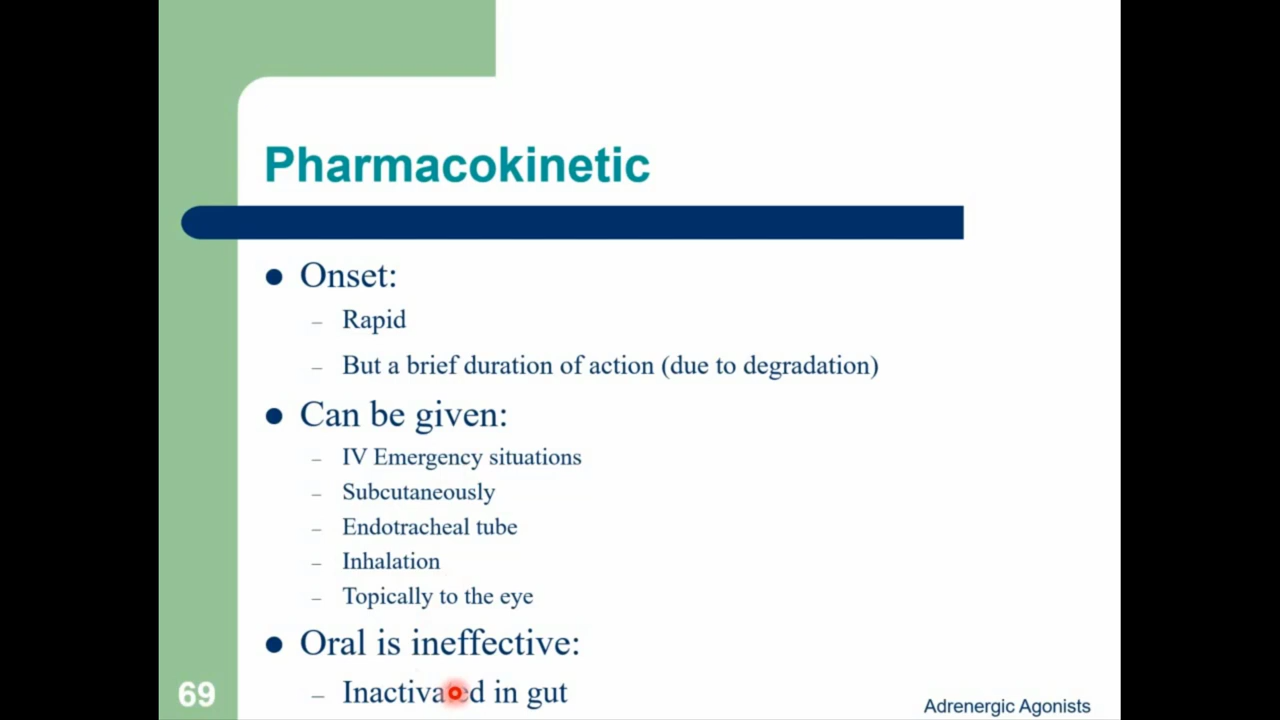 Pharmacokinetic
● Onset:
– Rapid
– But a brief duration of action (due to degradation)
● Can be given:
– IV Emergency situations
– Subcutaneously
– Endotracheal tube
– Inhalation
– Topically to the eye
● Oral is ineffective:
– Inactivated in gut
69
Adrenergic Agonists